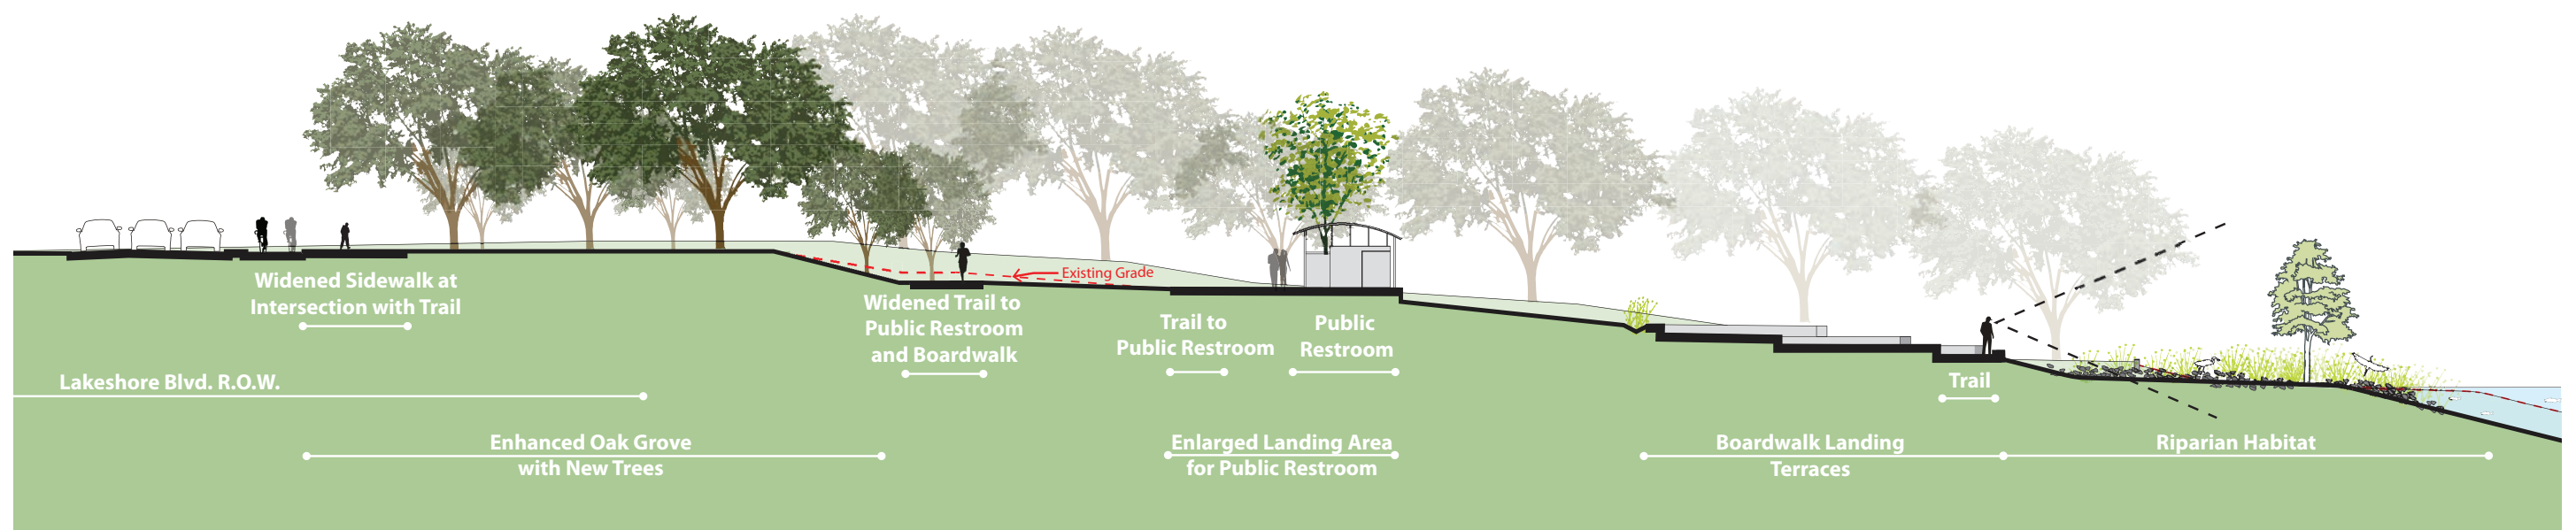 Existing Grade
Widened Sidewalk at
Intersection with Trail
Widened Trail to
Public Restroom
and Boardwalk
Trail to
Public Restroom
Public
Restroom
Trail
Lakeshore Blvd. R.O.W.
Enhanced Oak Grove
with New Trees
Enlarged Landing Area
for Public Restroom
Boardwalk Landing
Terraces
Riparian Habitat